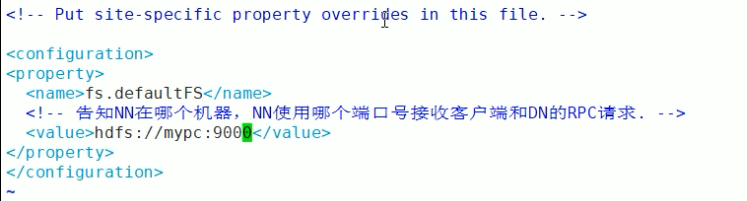 <!-- Put site-specific property overrides in this file. -->
<configuration>
<property>
<name>fs.defaultFS</name>
<!-- 告知NN在哪个机器，NN使用哪个端口号接收客户端和DN的RPC请求. -->
<value>hdfs://mypc:9000</value>
</property>
</configuration>
~